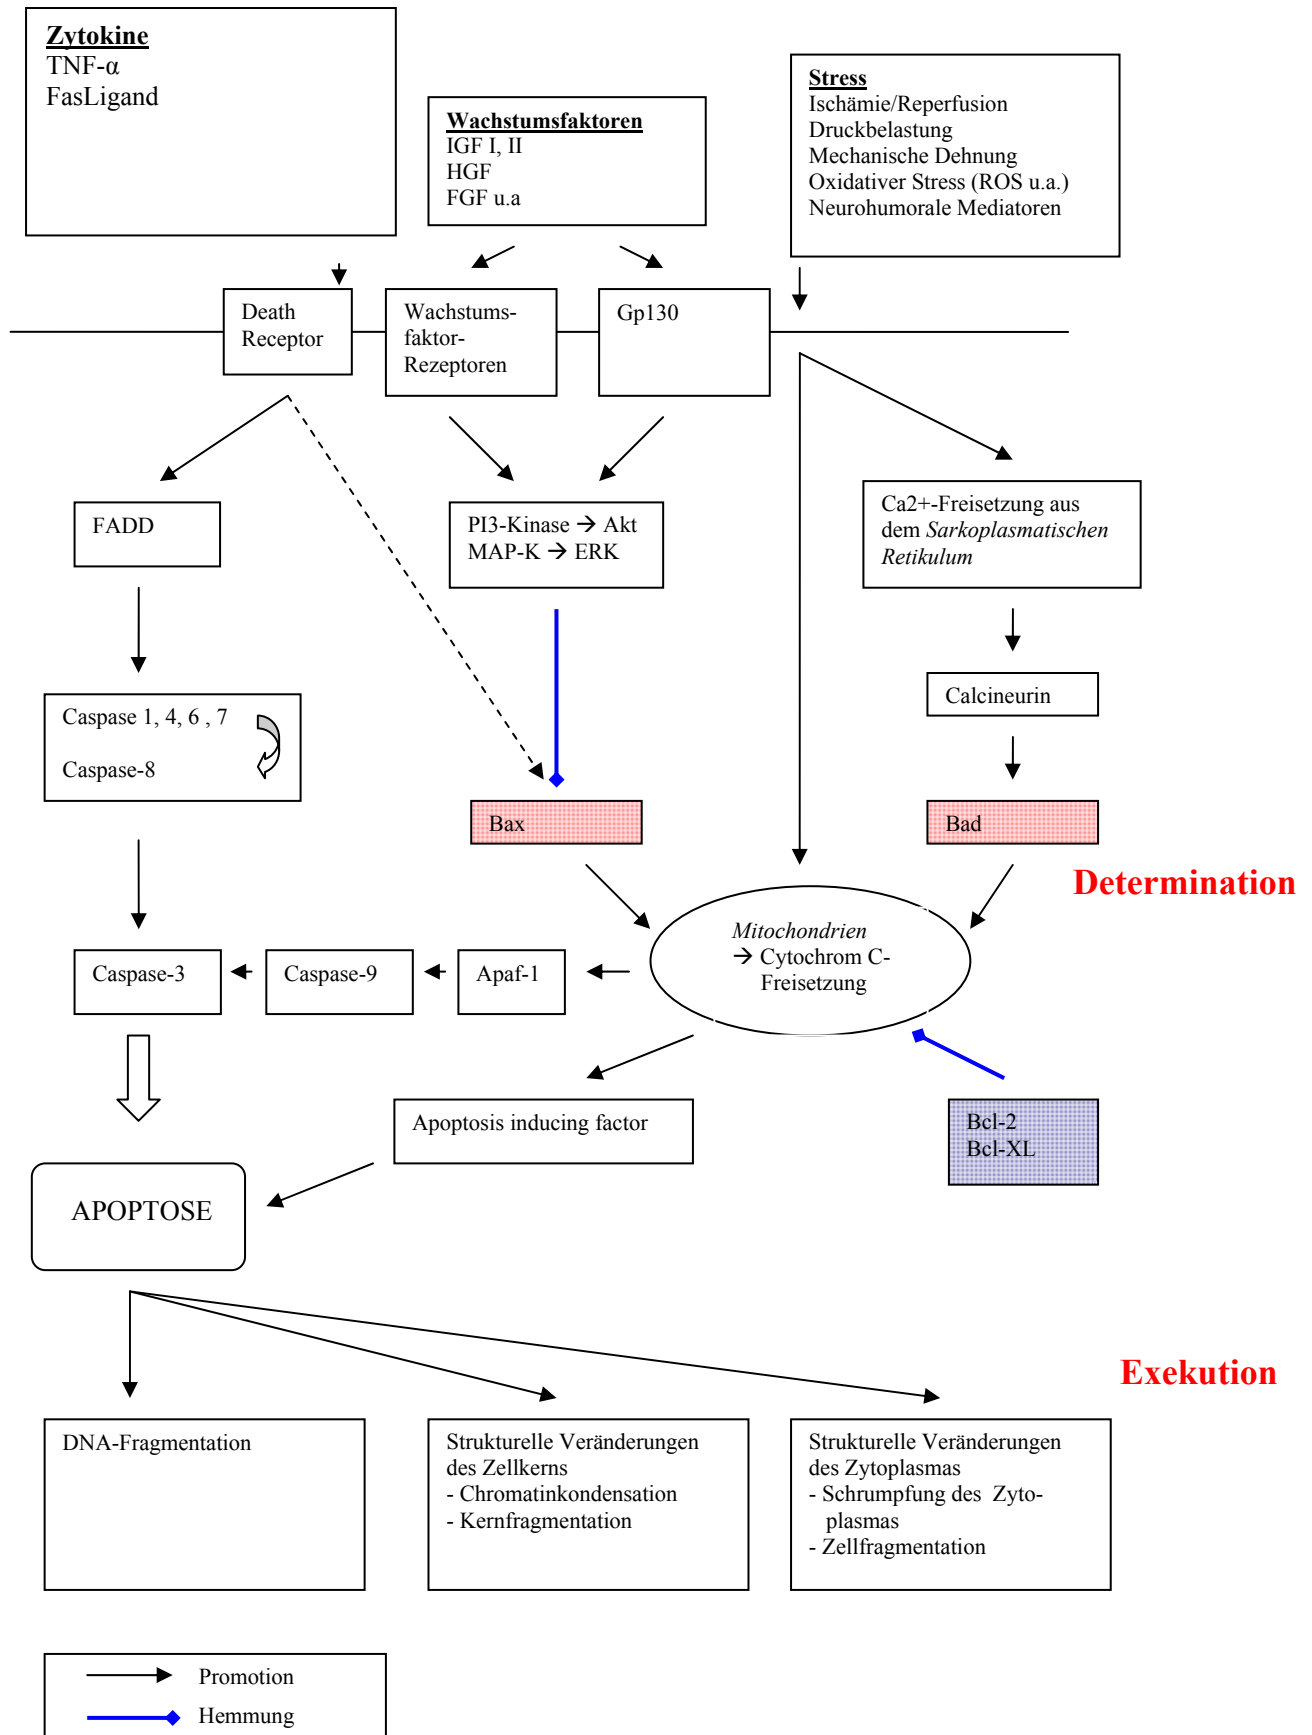 Zytokine
TNF-α
FasLigand
Wachstumsfaktoren
IGF I, II
HGF
FGF u.a
Stress
Ischämie/Reperfusion
Druckbelastung
Mechanische Dehnung
Oxidativer Stress (ROS u.a.)
Neurohumorale Mediatoren
Death
Receptor
Wachstums-
faktor-
Rezeptoren
Gp130
FADD
PI3-Kinase → Akt
MAP-K → ERK
Ca2+-Freisetzung aus
dem Sarkoplasmatischen
Retikulum
Caspase 1, 4, 6 , 7
Caspase-8
Calcineurin
Bax
Bad
Determination
Mitochondrien
→ Cytochrom C-
Freisetzung
Caspase-3
Caspase-9
Apaf-1
Apoptosis inducing factor
Bcl-2
Bcl-XL
APOPTOSE
Exekution
DNA-Fragmentation
Strukturelle Veränderungen
des Zellkerns
- Chromatinkondensation
- Kernfragmentation
Strukturelle Veränderungen
des Zytoplasmas
- Schrumpfung des Zyto-
plasmas
- Zellfragmentation
Promotion
Hemmung